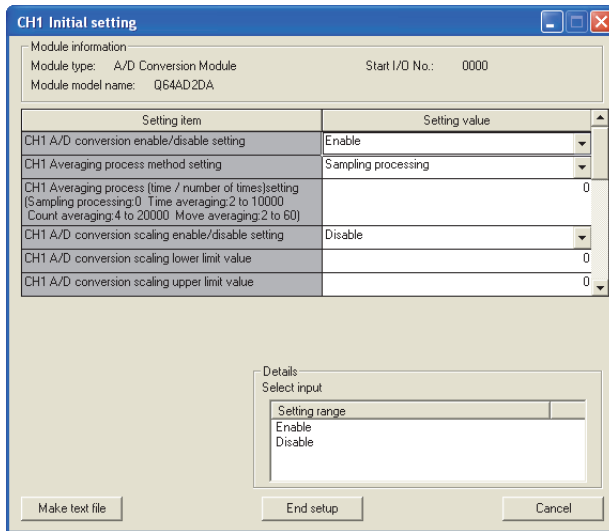 CH1 Initial setting
Module information
Module type: A/D Conversion Module Start I/O No.: 0000
Module model name: Q64AD2DA
Setting item Setting value
CH1 A/D conversion enable/disable setting Enable
CH1 Averaging process method setting Sampling processing
CH1 Averaging process (time / number of times)setting 0
(Sampling processing:0 Time averaging:2 to 10000
Count averaging:4 to 20000 Move averaging:2 to 60)
CH1 A/D conversion scaling enable/disable setting Disable
CH1 A/D conversion scaling lower limit value 0
CH1 A/D conversion scaling upper limit value 0
Details
Select input
Setting range
Enable
Disable
Make text file End setup Cancel